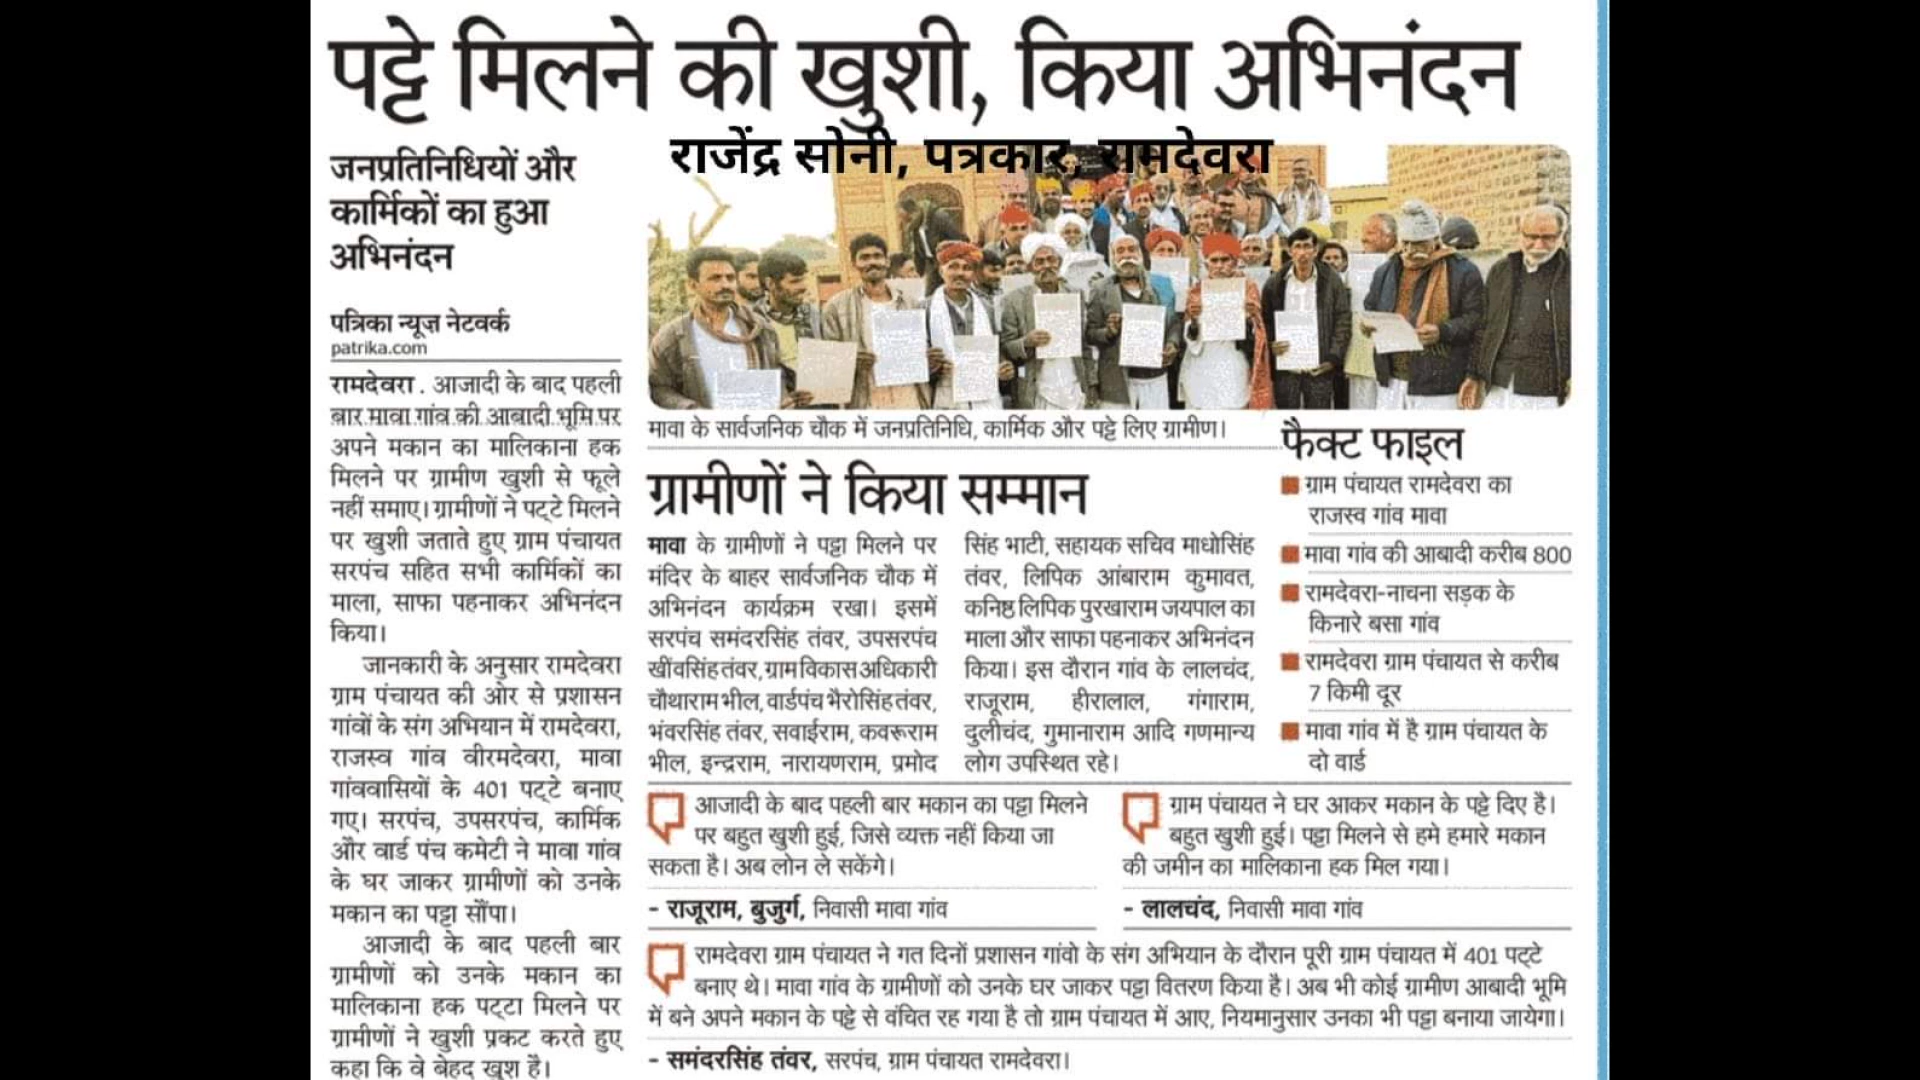 पट्टे मिलने की खुशी, किया अभिनंदन
राजेंद्र सोनी, पत्रकार, रामदेवरा
जनप्रतिनिधियों और
कार्मिकों का हुआ
अभिनंदन
पत्रिका न्यूज़ नेटवर्क
patrika.com
रामदेवरा . आजादी के बाद पहली
बार मावा गांव की आबादी भूमि पर
अपने मकान का मालिकाना हक
मिलने पर ग्रामीण खुशी से फूले
नहीं समाए। ग्रामीणों ने पट्टे मिलने
पर खुशी जताते हुए ग्राम पंचायत
सरपंच सहित सभी कार्मिकों का
माला, साफा पहनाकर अभिनंदन
किया।
जानकारी के अनुसार रामदेवरा
ग्राम पंचायत की ओर से प्रशासन
गांवों के संग अभियान में रामदेवरा,
राजस्व गांव वीरमदेवरा, मावा
गांववासियों के 401 पट्टे बनाए
गए। सरपंच, उपसरपंच, कार्मिक
और वार्ड पंच कमेटी ने मावा गांव
के घर जाकर ग्रामीणों को उनके
मकान का पट्टा सौंपा।
आजादी के बाद पहली बार
ग्रामीणों को उनके मकान का
मालिकाना हक पट्टा मिलने पर
ग्रामीणों ने खुशी प्रकट करते हुए
कहा कि वे बेहद खुश है।
मावा के सार्वजनिक चौक में जनप्रतिनिधि, कार्मिक और पट्टे लिए ग्रामीण।
ग्रामीणों ने किया सम्मान
मावा के ग्रामीणों ने पट्टा मिलने पर
मंदिर के बाहर सार्वजनिक चौक में
अभिनंदन कार्यक्रम रखा। इसमें
सरपंच समंदरसिंह तंवर, उपसरपंच
खींवसिंह तंवर, ग्राम विकास अधिकारी
चौथाराम भील, वार्डपंच भैरोसिंह तंवर,
भंवरसिंह तंवर, सवाईराम, कवरूराम
भील, इन्द्रराम, नारायणराम, प्रमोद
सिंह भाटी, सहायक सचिव माधोसिंह
तंवर, लिपिक आंबाराम कुमावत,
कनिष्ठ लिपिक पुरखाराम जयपाल का
माला और साफा पहनाकर अभिनंदन
किया। इस दौरान गांव के लालचंद,
राजूराम, हीरालाल, गंगाराम,
दुलीचंद, गुमानाराम आदि गणमान्य
लोग उपस्थित रहे।
फैक्ट फाइल
ग्राम पंचायत रामदेवरा का
राजस्व गांव मावा
मावा गांव की आबादी करीब 800
रामदेवरा-नाचना सड़क के
किनारे बसा गांव
रामदेवरा ग्राम पंचायत से करीब
7 किमी दूर
मावा गांव में है ग्राम पंचायत के
दो वार्ड
आजादी के बाद पहली बार मकान का पट्टा मिलने
पर बहुत खुशी हुई, जिसे व्यक्त नहीं किया जा
सकता है। अब लोन ले सकेंगे।
- राजूराम, बुजुर्ग, निवासी मावा गांव
ग्राम पंचायत ने घर आकर मकान के पट्टे दिए है।
बहुत खुशी हुई। पट्टा मिलने से हमे हमारे मकान
की जमीन का मालिकाना हक मिल गया।
- लालचंद, निवासी मावा गांव
रामदेवरा ग्राम पंचायत ने गत दिनों प्रशासन गांवो के संग अभियान के दौरान पूरी ग्राम पंचायत में 401 पट्टे
बनाए थे। मावा गांव के ग्रामीणों को उनके घर जाकर पट्टा वितरण किया है। अब भी कोई ग्रामीण आबादी भूमि
में बने अपने मकान के पट्टे से वंचित रह गया है तो ग्राम पंचायत में आए, नियमानुसार उनका भी पट्टा बनाया जायेगा।
- समंदरसिंह तंवर, सरपंच, ग्राम पंचायत रामदेवरा।